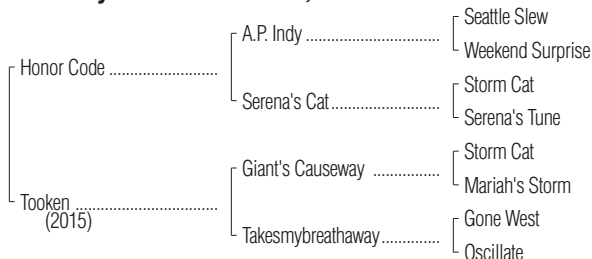 Seattle Slew
A.P. Indy ..............................
Weekend Surprise
Honor Code ........................
Storm Cat
Serena's Cat........................
Serena's Tune
Storm Cat
Giant's Causeway ...............
Mariah's Storm
Tooken ................................
(2015)
Gone West
Takesmybreathaway.............
Oscillate